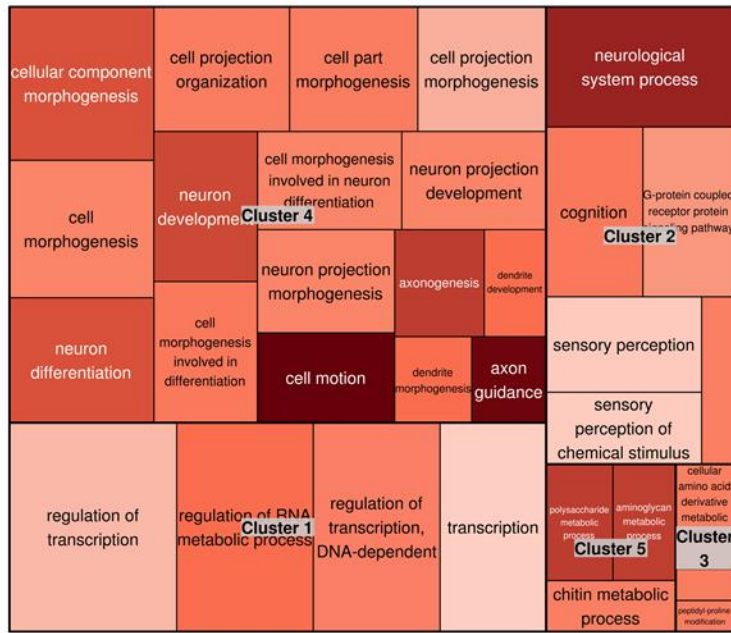 cellular component
morphogenesis
cell projection
organization
cell part
morphogenesis
cell projection
morphogenesis
neurological
system process
cell
morphogenesis
neuron
development
cell morphogenesis
involved in neuron
differentiation
neuron projection
development
Cluster 4
cognition
G-protein coupled
receptor protein
signaling pathway
Cluster 2
neuron projection
morphogenesis
axonogenesis
dendrite
development
neuron
differentiation
cell
morphogenesis
involved in
differentiation
cell motion
dendrite
morphogenesis
axon
guidance
sensory perception
sensory
perception of
chemical stimulus
regulation of
transcription
regulation of RNA
metabolic process
Cluster 1
regulation of
transcription,
DNA-dependent
transcription
polysaccharide
metabolic
process
aminoglycan
metabolic
process
Cluster 5
chitin metabolic
process
cellular
amino acid
derivative
metabolic
Cluster
3
peptidyl-proline
modification